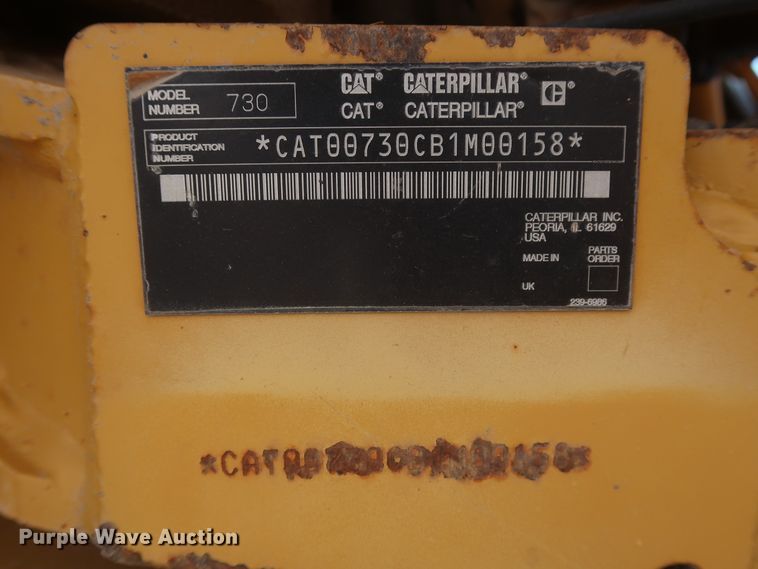 CAT® CATERPILLAR®
MODEL NUMBER 730
CAT® CATERPILLAR®
PRODUCT IDENTIFICATION NUMBER *CAT00730CB1M00158*
CATERPILLAR INC.
PEORIA, IL 61629
USA
MADE IN
PARTS ORDER
UK
239-6986
Purple Wave Auction